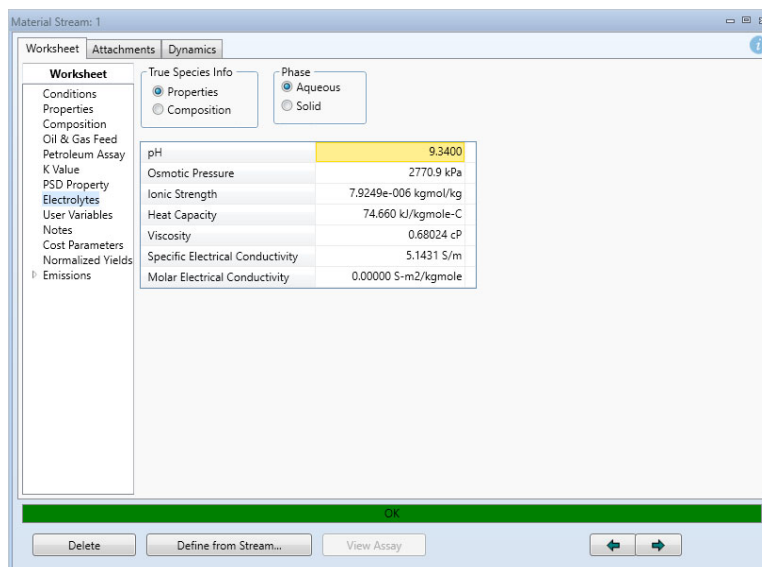 Material Stream: 1
Worksheet Attachments Dynamics
Worksheet
Conditions
Properties
Composition
Oil & Gas Feed
Petroleum Assay
K Value
PSD Property
Electrolytes
User Variables
Notes
Cost Parameters
Normalized Yields
Emissions
True Species Info
Properties
Composition
Phase
Aqueous
Solid
pH 9.3400
Osmotic Pressure 2770.9 kPa
Ionic Strength 7.9249e-006 kgmol/kg
Heat Capacity 74.660 kJ/kgmole-C
Viscosity 0.68024 cP
Specific Electrical Conductivity 5.1431 S/m
Molar Electrical Conductivity 0.00000 S-m2/kgmole
OK
Delete Define from Stream... View Assay